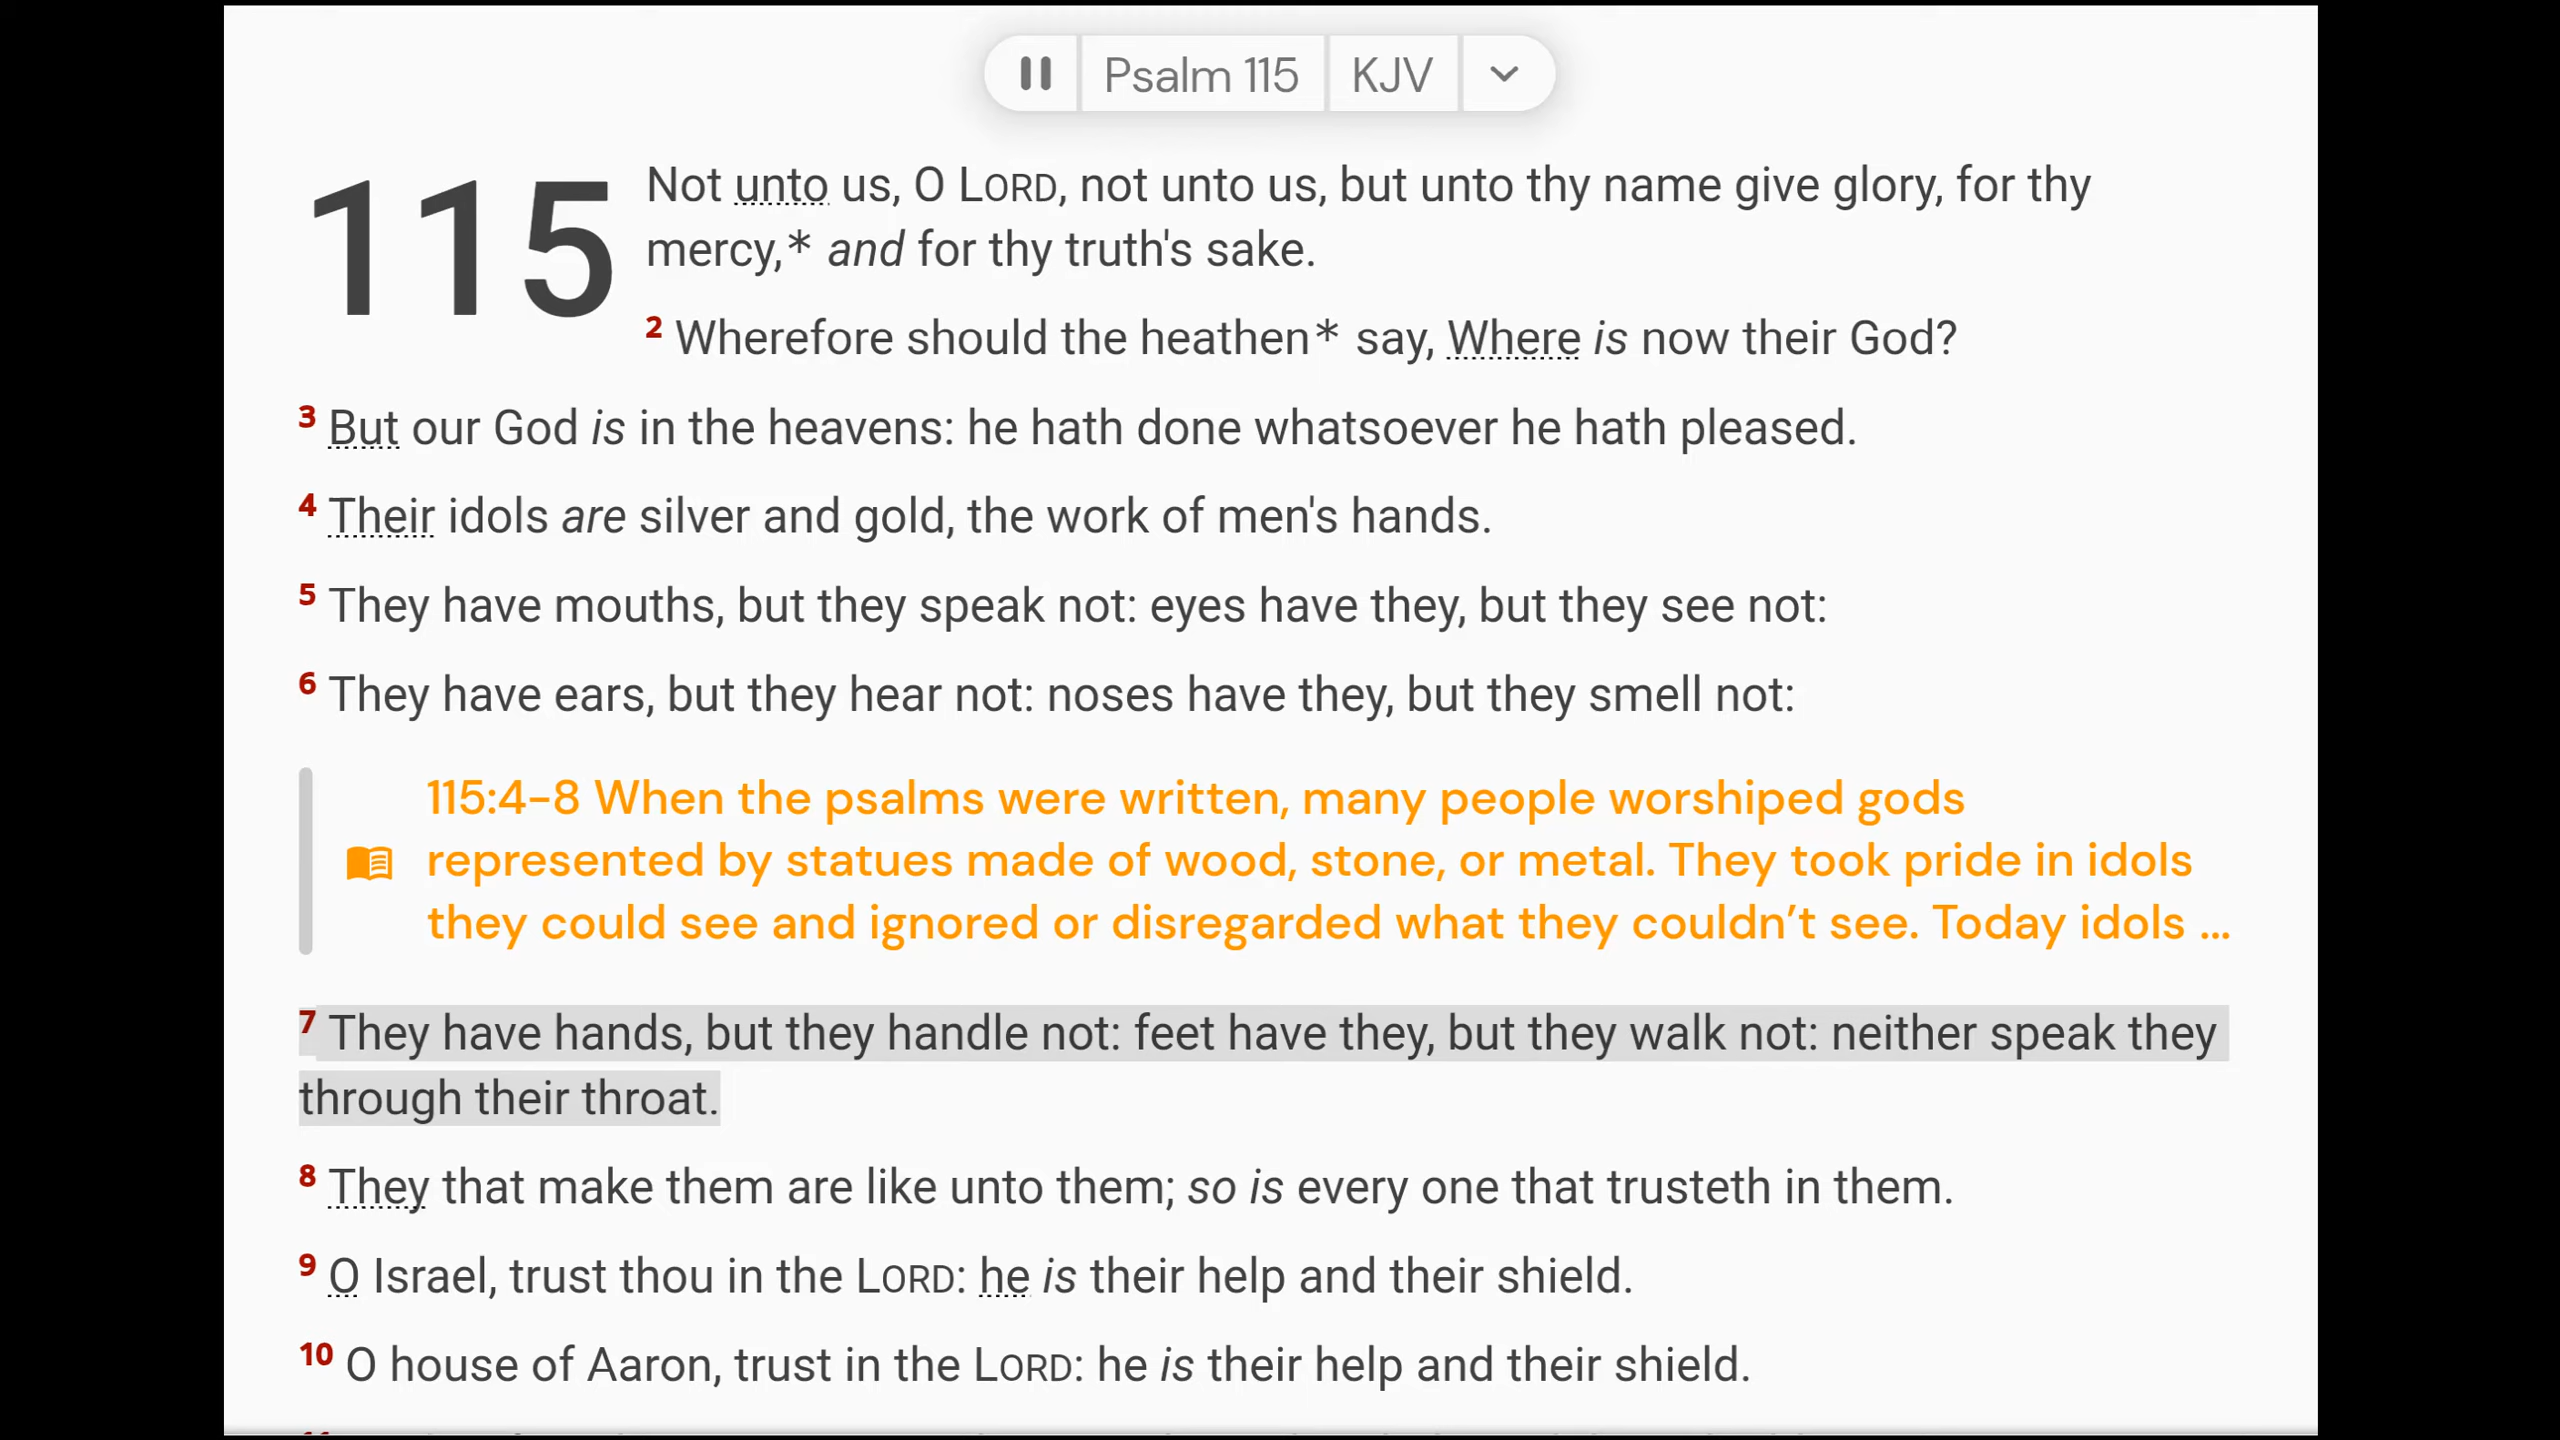 Psalm 115 KJV
115
Not unto us, O LORD, not unto us, but unto thy name give glory, for thy
mercy,* and for thy truth's sake.
2 Wherefore should the heathen* say, Where is now their God?
3 But our God is in the heavens: he hath done whatsoever he hath pleased.
4 Their idols are silver and gold, the work of men's hands.
5 They have mouths, but they speak not: eyes have they, but they see not:
6 They have ears, but they hear not: noses have they, but they smell not:
115:4–8 When the psalms were written, many people worshiped gods
represented by statues made of wood, stone, or metal. They took pride in idols
they could see and ignored or disregarded what they couldn’t see. Today idols ...
7 They have hands, but they handle not: feet have they, but they walk not: neither speak they
through their throat.
8 They that make them are like unto them; so is every one that trusteth in them.
9 O Israel, trust thou in the LORD: he is their help and their shield.
10 O house of Aaron, trust in the LORD: he is their help and their shield.